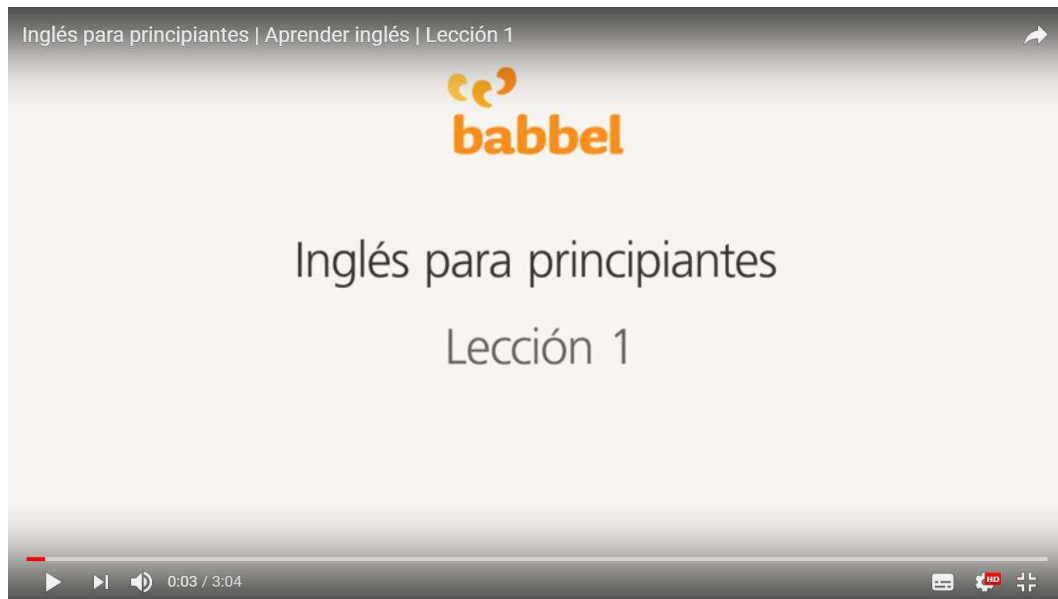 Inglés para principiantes | Aprender inglés | Lección 1
babbel
Inglés para principiantes
Lección 1
0:03 / 3:04
HD